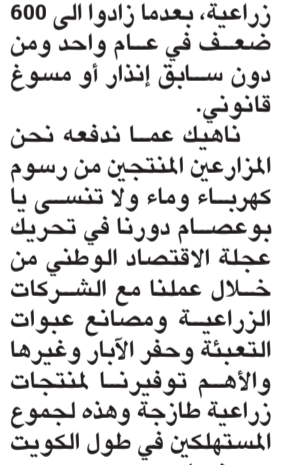 زراعية، بعدما زادوا الى 600
ضعف في عام واحد ومن
دون سابق إنذار أو مسوغ
قانوني.
ناهيك عما ندفعه نحن
المزارعين المنتجين من رسوم
كهرباء وماء ولا تنسى يا
بوعصام دورنا في تحريك
عجلة الاقتصاد الوطني من
خلال عملنا مع الشركات
الزراعية ومصانع عبوات
التعبئة وحفر الآبار وغيرها
والأهم توفيرنا لمنتجات
زراعية طازجة وهذه لجموع
المستهلكين في طول الكويت